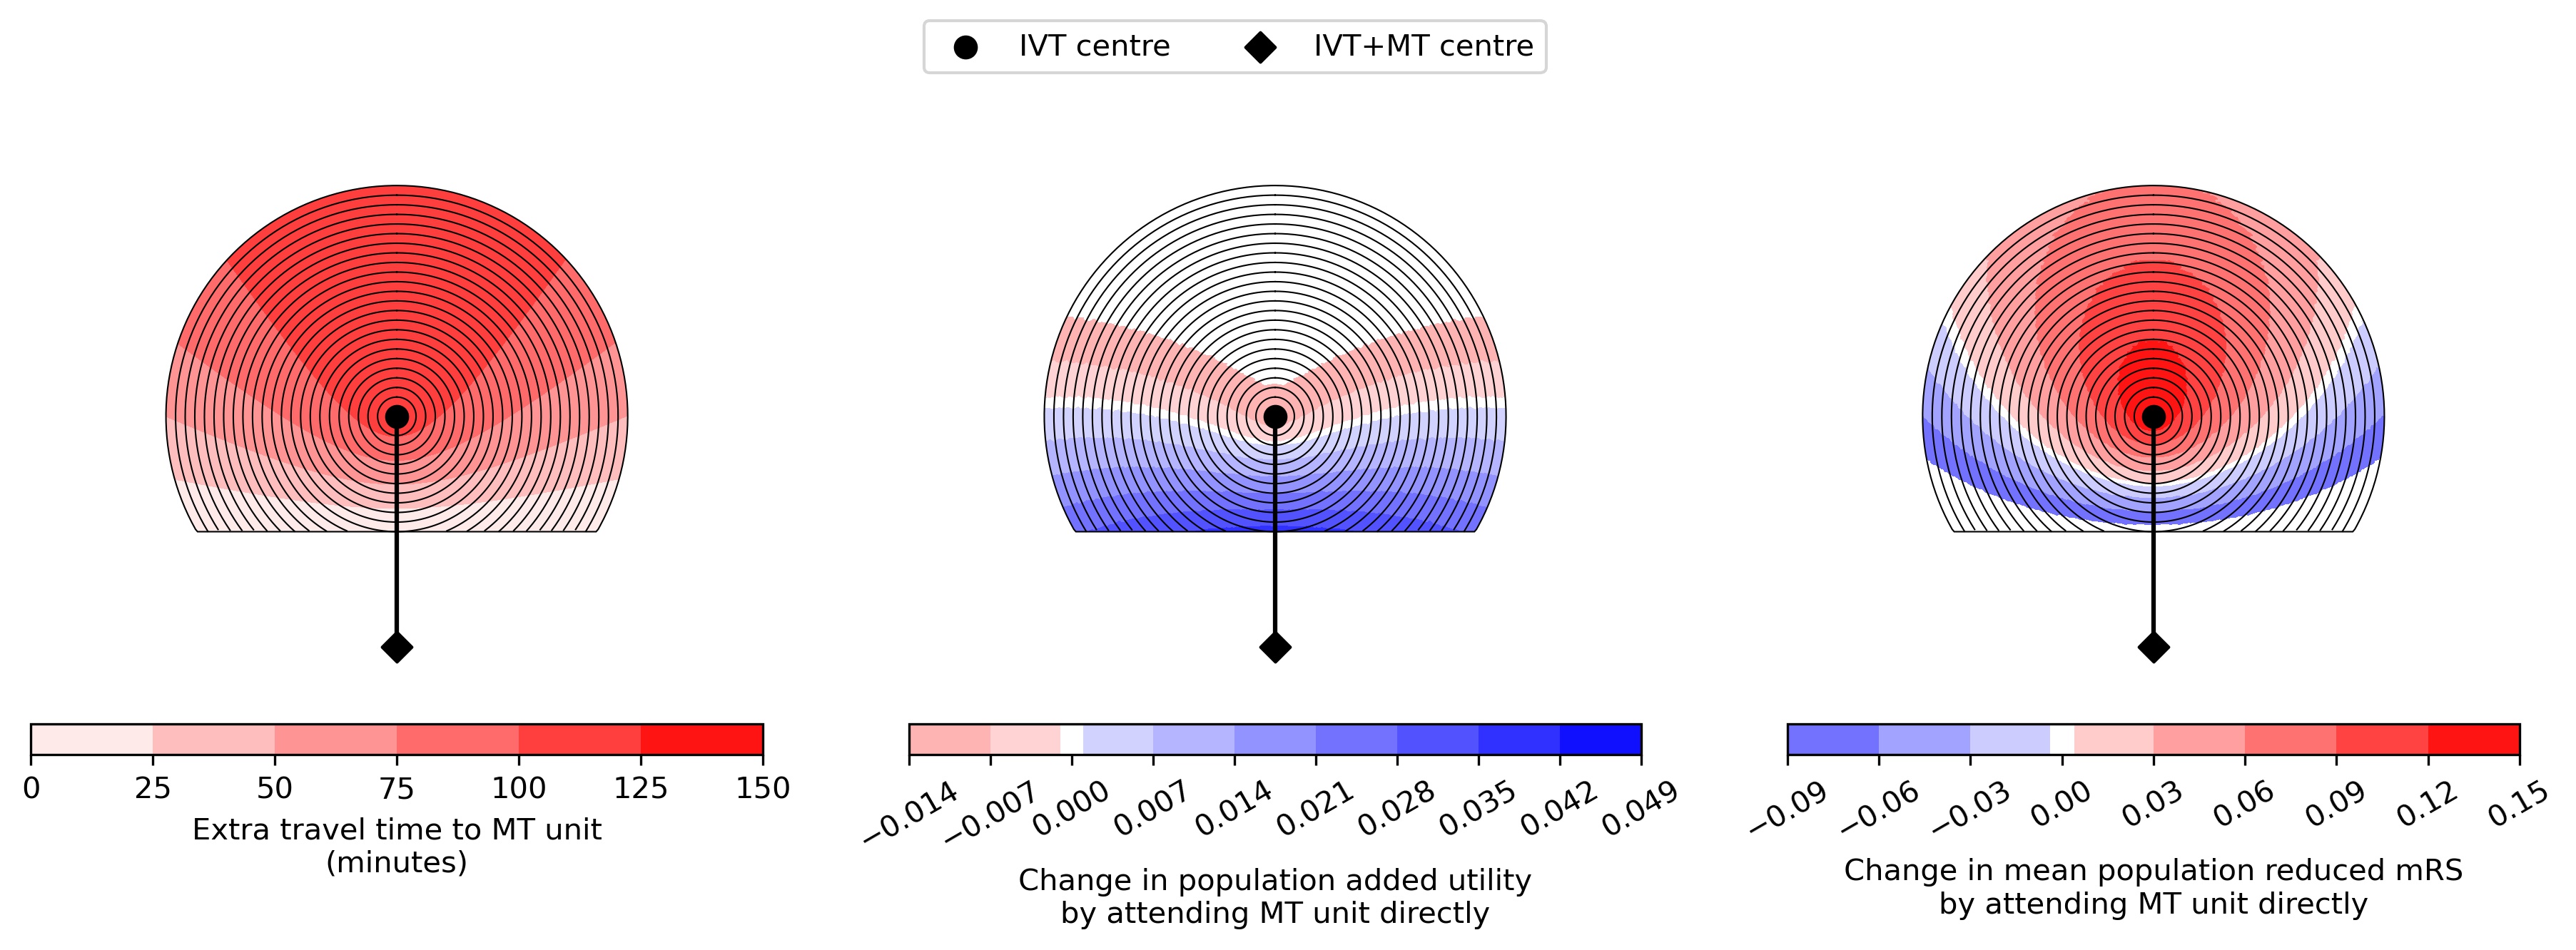 IVT centre IVT+MT centre
0 25 50 75 100 125 150
Extra travel time to MT unit
(minutes)
−0.014 −0.007 0.000 0.007 0.014 0.021 0.028 0.035 0.042 0.049
Change in population added utility
by attending MT unit directly
−0.09 −0.06 −0.03 0.00 0.03 0.06 0.09 0.12 0.15
Change in mean population reduced mRS
by attending MT unit directly